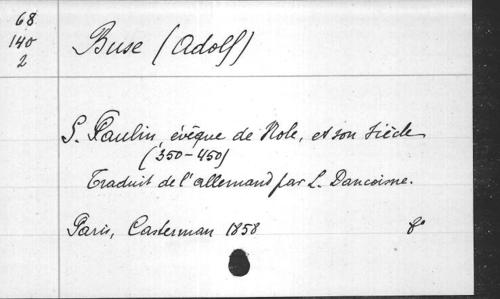 68
140
2
Buse (Adolf)
S. Paulin, évêque de Nole, et son siècle
(350-450)
Traduit de l'allemand par L. Dancoisne.
Paris, Casterman 1858 8°